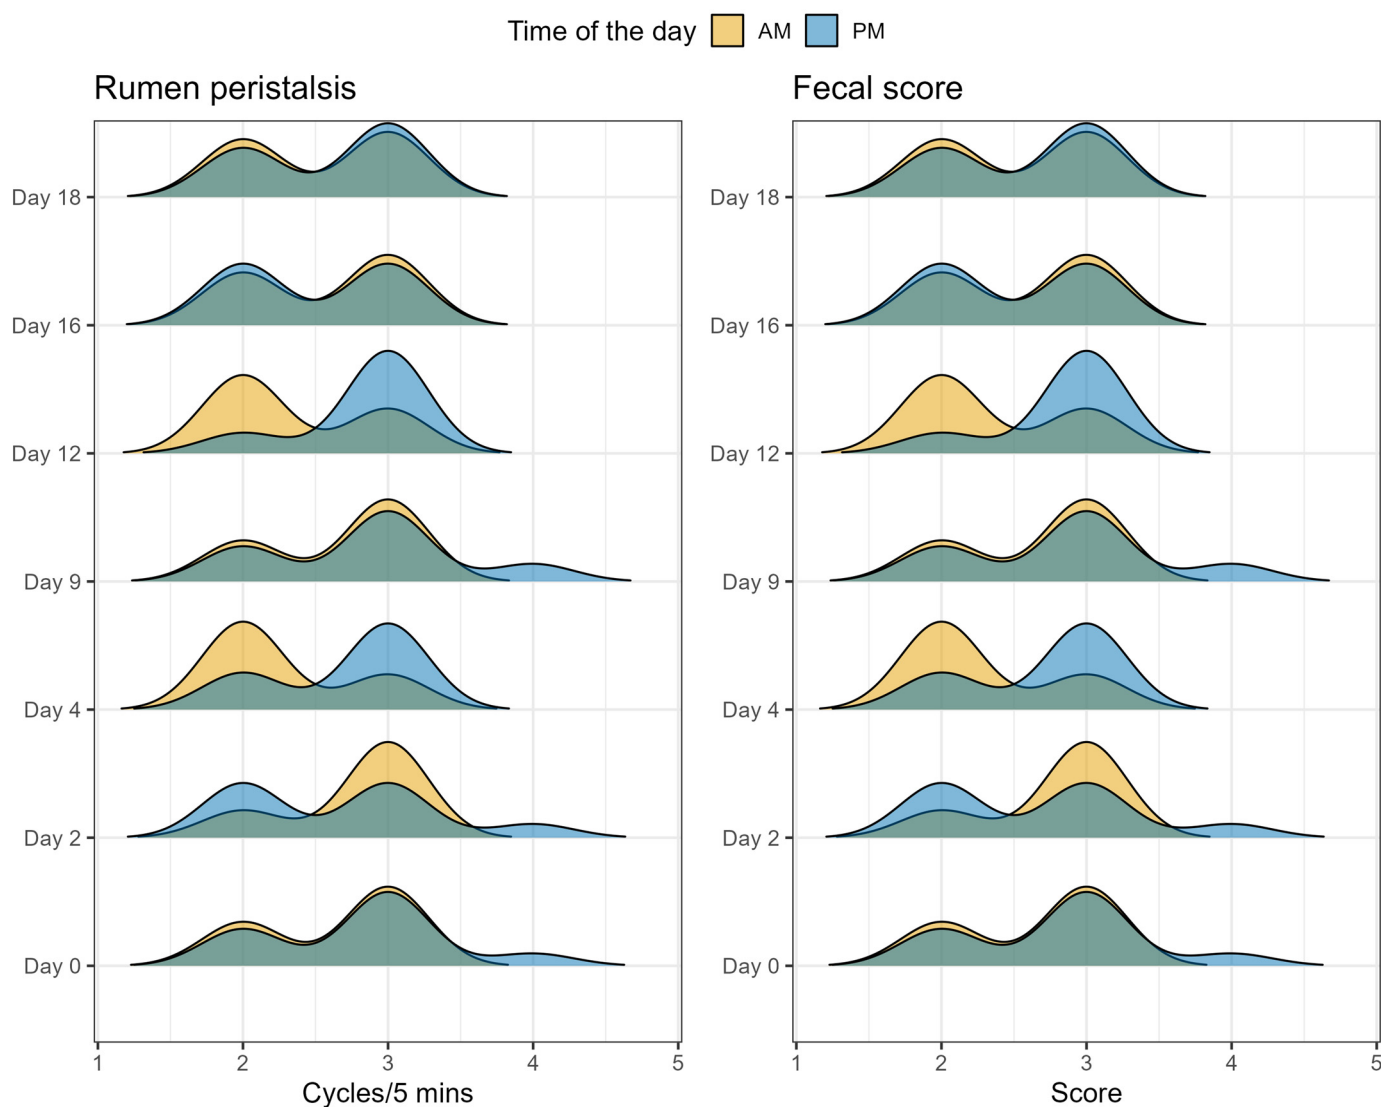 Time of the day AM PM
Rumen peristalsis
Day 18
Day 16
Day 12
Day 9
Day 4
Day 2
Day 0
1 2 3 4 5
Cycles/5 mins
Fecal score
Day 18
Day 16
Day 12
Day 9
Day 4
Day 2
Day 0
1 2 3 4 5
Score